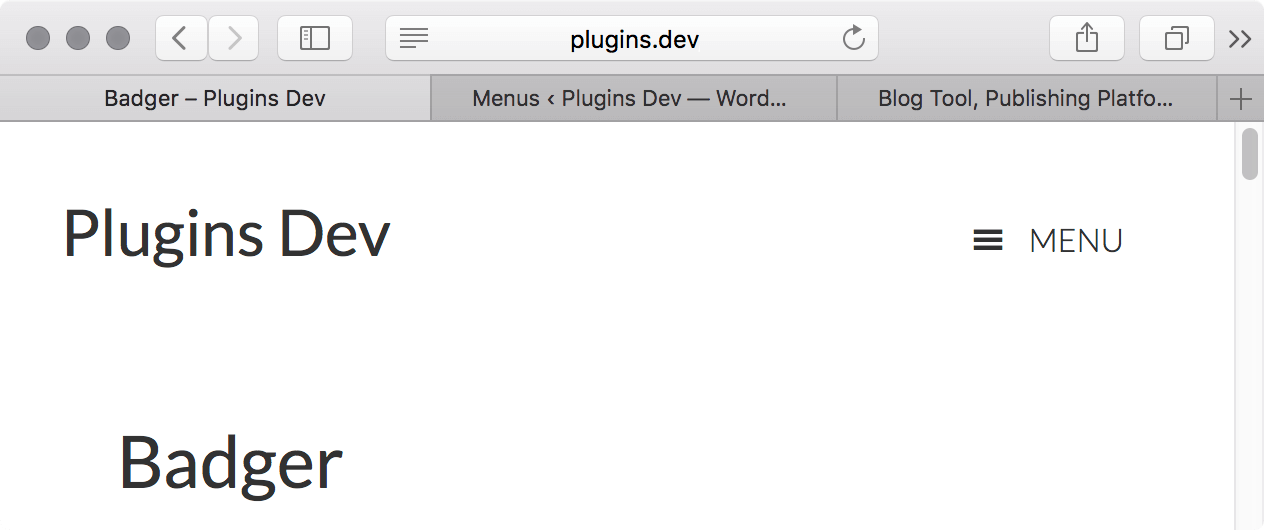 plugins.dev
Badger – Plugins Dev
Menus ‹ Plugins Dev — Word...
Blog Tool, Publishing Platfo...
Plugins Dev
MENU
Badger